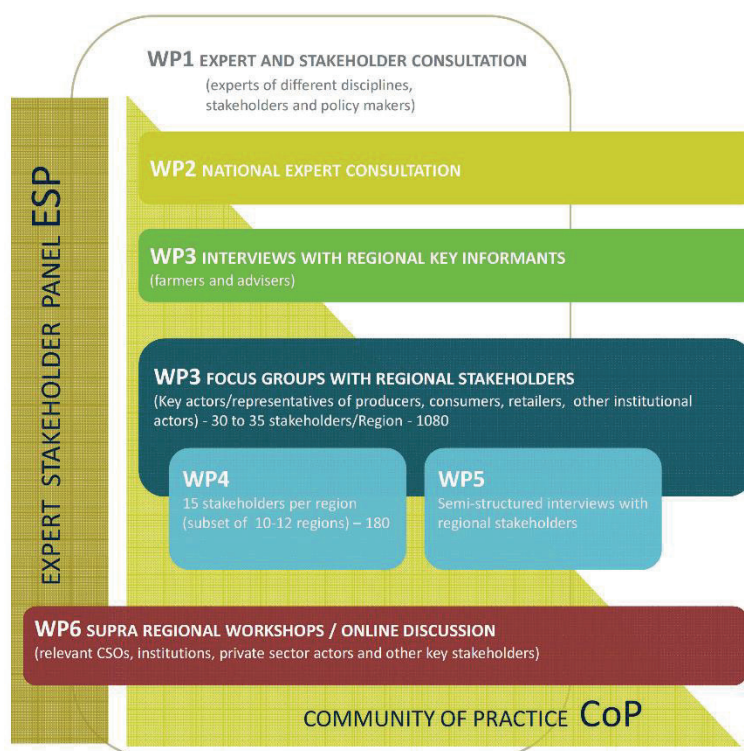 WP1 EXPERT AND STAKEHOLDER CONSULTATION
(experts of different disciplines,
stakeholders and policy makers)
EXPERT STAKEHOLDER PANEL ESP
WP2 NATIONAL EXPERT CONSULTATION
WP3 INTERVIEWS WITH REGIONAL KEY INFORMANTS
(farmers and advisers)
WP3 FOCUS GROUPS WITH REGIONAL STAKEHOLDERS
(Key actors/representatives of producers, consumers, retailers, other institutional
actors) - 30 to 35 stakeholders/Region - 1080
WP4
15 stakeholders per region
(subset of 10-12 regions) – 180
WP5
Semi-structured interviews with
regional stakeholders
WP6 SUPRA REGIONAL WORKSHOPS / ONLINE DISCUSSION
(relevant CSOs, institutions, private sector actors and other key stakeholders)
COMMUNITY OF PRACTICE CoP